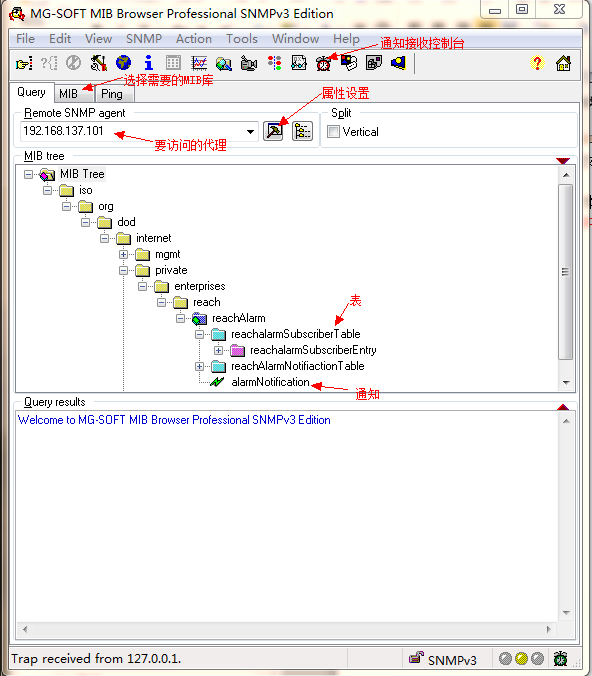 MG-SOFT MIB Browser Professional SNMPv3 Edition
File Edit View SNMP Action Tools Window Help
通知接收控制台
选择需要的MIB库
Query MIB Ping
属性设置
Remote SNMP agent
Split
192.168.137.101
Vertical
要访问的代理
MIB tree
MIB Tree
iso
org
dod
internet
mgmt
private
enterprises
reach
表
reachAlarm
reachalarmSubscriberTable
reachalarmSubscriberEntry
reachAlarmNotifiactionTable
alarmNotification
通知
Query results
Welcome to MG-SOFT MIB Browser Professional SNMPv3 Edition
Trap received from 127.0.0.1.
SNMPv3